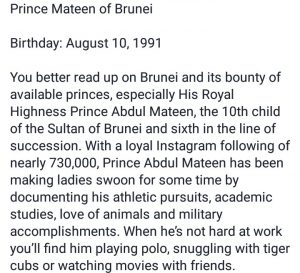 Prince Mateen of Brunei
Birthday: August 10, 1991
You better read up on Brunei and its bounty of
available princes, especially His Royal
Highness Prince Abdul Mateen, the 10th child
of the Sultan of Brunei and sixth in the line of
succession. With a loyal Instagram following of
nearly 730,000, Prince Abdul Mateen has been
making ladies swoon for some time by
documenting his athletic pursuits, academic
studies, love of animals and military
accomplishments. When he's not hard at work
you'll find him playing polo, snuggling with tiger
cubs or watching movies with friends.